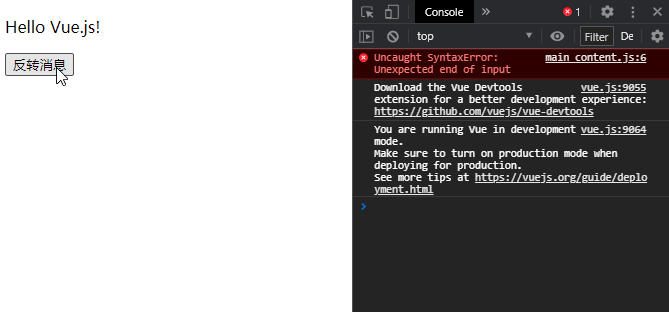 Hello Vue.js!
反转消息
Console
1
top
Filter
De
Uncaught SyntaxError: main content.js:6
Unexpected end of input
Download the Vue Devtools vue.js:9055
extension for a better development experience:
https://github.com/vuejs/vue-devtools
You are running Vue in development vue.js:9064
mode.
Make sure to turn on production mode when
deploying for production.
See more tips at https://vuejs.org/guide/deplo
yment.html